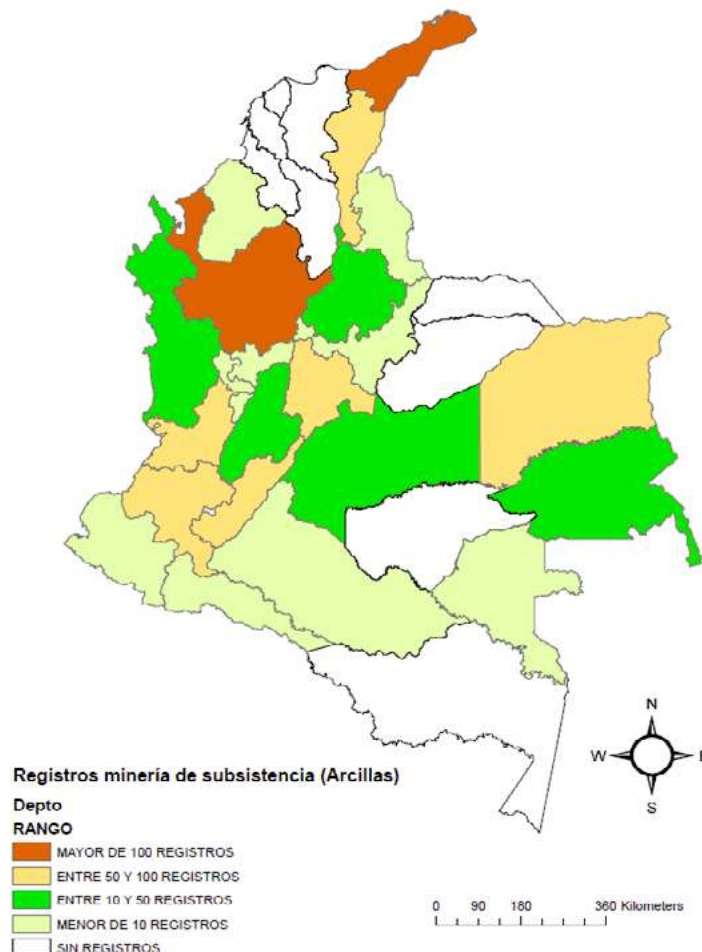 N
W E
S
Registros minería de subsistencia (Arcillas)
Depto
RANGO
MAYOR DE 100 REGISTROS
ENTRE 50 Y 100 REGISTROS
ENTRE 10 Y 50 REGISTROS
MENOR DE 10 REGISTROS
SIN REGISTROS
0 90 180 360 Kilometers